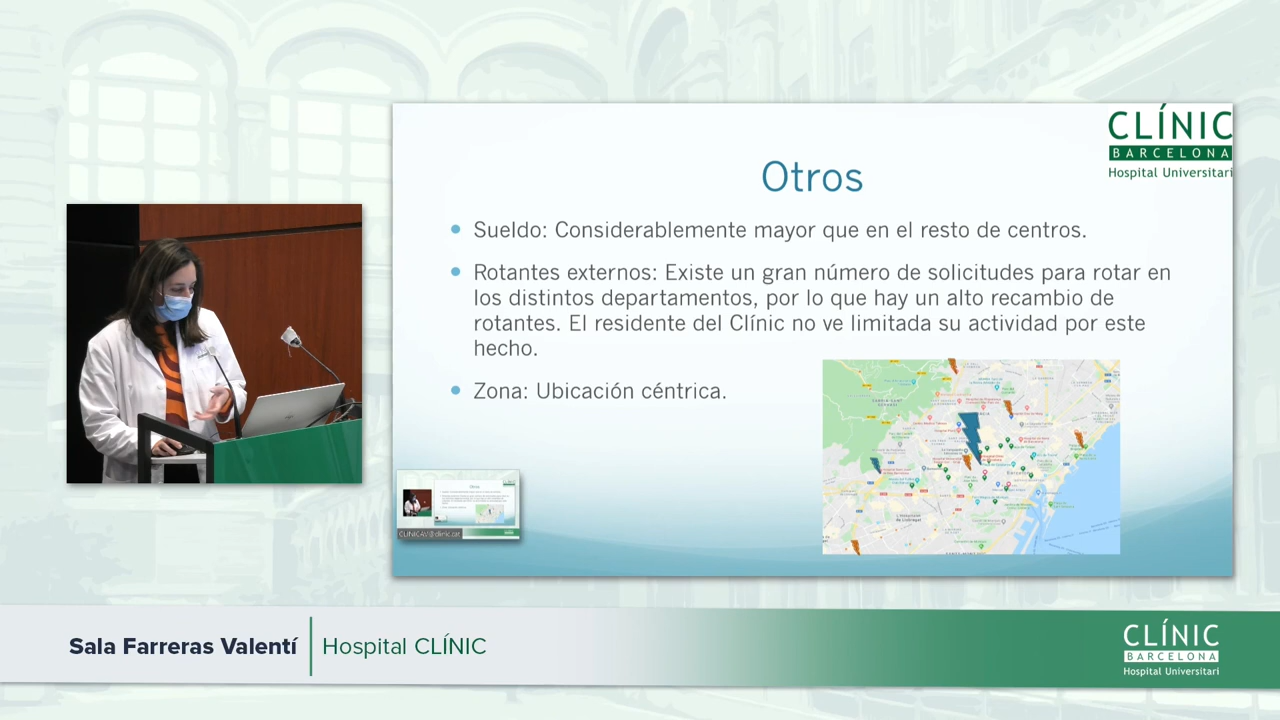 CLÍNIC
BARCELONA
Hospital Universitari
Otros
Sueldo: Considerablemente mayor que en el resto de centros.
Rotantes externos: Existe un gran número de solicitudes para rotar en
los distintos departamentos, por lo que hay un alto recambio de
rotantes. El residente del Clínic no ve limitada su actividad por este
hecho.
Zona: Ubicación céntrica.
Sala Farreras Valentí
Hospital CLÍNIC
CLÍNIC
BARCELONA
Hospital Universitari